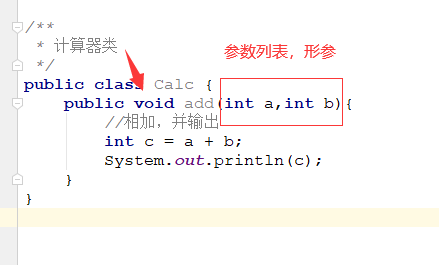 /**
* 计算器类
*/
参数列表，形参
public class Calc {
public void add(int a,int b){
//相加，并输出
int c = a + b;
System.out.println(c);
}
}